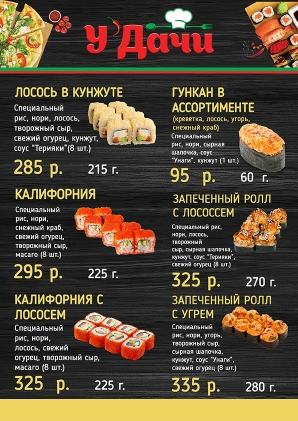 У Дачи
ЛОСОСЬ В КУНЖУТЕ
Специальный
рис, нори, лосось,
творожный сыр,
свежий огурец, кунжут,
соус "Терияки"(8 шт.)
285 р. 215 г.
ГУНКАН В
АССОРТИМЕНТЕ
(креветка, лосось, угорь,
снежный краб)
Специальный
рис, нори, сырная
шапочка, соус
"Унаги", кунжут (1 шт.)
95 р. 60 г.
КАЛИФОРНИЯ
Специальный
рис, нори,
снежный краб,
свежий огурец,
творожный сыр,
масаго (8 шт.)
295 р. 225 г.
ЗАПЕЧЕННЫЙ РОЛЛ
С ЛОСОСЕМ
Специальный
рис, нори,
лосось,
творожный
сыр, сырная шапочка,
кунжут, соус "Терияки",
свежий огурец (8 шт.)
325 р. 270 г.
КАЛИФОРНИЯ С
ЛОСОСЕМ
Специальный
рис, нори,
лосось, свежий
огурец, творожный сыр,
масаго (8 шт.)
325 р. 225 г.
ЗАПЕЧЕННЫЙ РОЛЛ
С УГРЕМ
Специальный
рис, нори, угорь,
творожный сыр,
сырная шапочка,
кунжут, соус "Унаги",
свежий огурец (8 шт.)
335 р. 280 г.